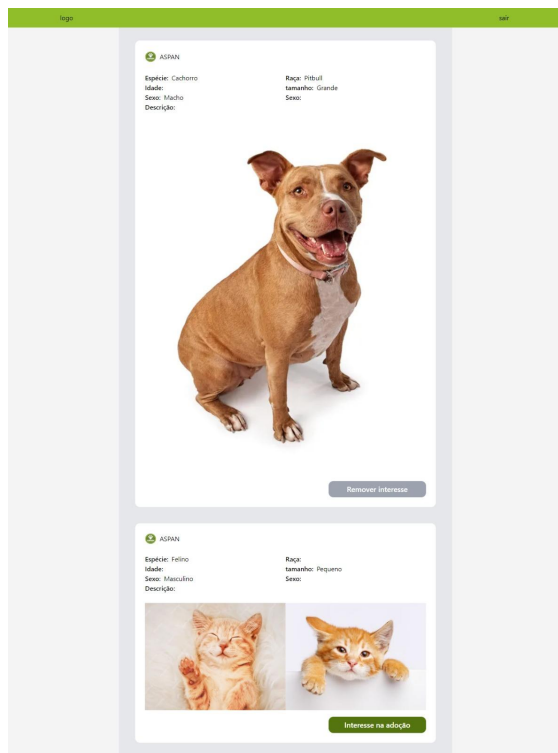 logo sair
ASPAN
Espécie: Cachorro Raça: Pitbull
Idade: tamanho: Grande
Sexo: Macho Sexo:
Descrição:
Remover interesse
ASPAN
Espécie: Felino Raça:
Idade: tamanho: Pequeno
Sexo: Masculino Sexo:
Descrição:
Interesse na adoção